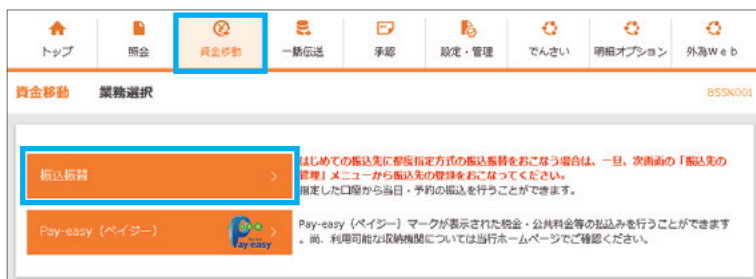 トップ
照会
資金移動
一括伝送
承認
設定・管理
でんさい
明細オプション
外為Ｗｅｂ
資金移動 業務選択
BSSK001
振込振替
はじめての振込先に都度指定方式の振込振替をおこなう場合は、一旦、次画面の「振込先の
管理」メニューから振込先の登録をおこなってください。
指定した口座から当日・予約の振込を行うことができます。
Pay-easy（ペイジー）
Pay-easy
Pay-easy（ペイジー）マークが表示された税金・公共料金等の払込みを行うことができます
。尚、利用可能な収納機関については当行ホームページでご確認ください。